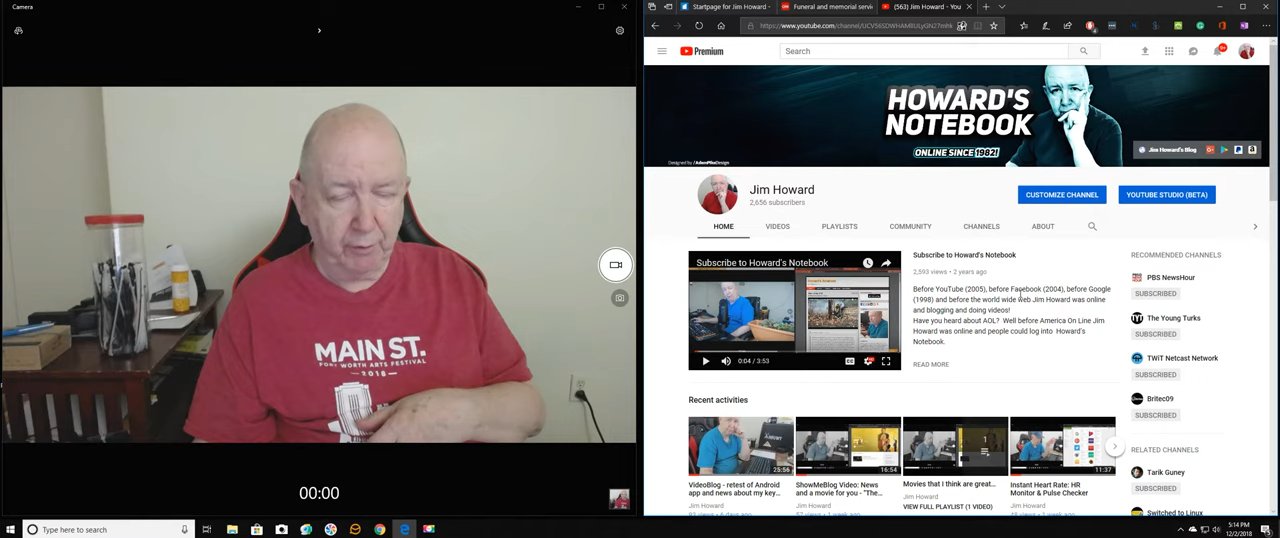 Camera
Startpage for Jim Howard -
Funeral and memorial servi
(563) Jim Howard - You
Premium
Search
9+
HOWARD'S
NOTEBOOK
ONLINE SINCE 1982!
Jim Howard's Blog
Jim Howard
2,656 subscribers
CUSTOMIZE CHANNEL
YOUTUBE STUDIO (BETA)
HOME
VIDEOS
PLAYLISTS
COMMUNITY
CHANNELS
ABOUT
Subscribe to Howard's Notebook
0:04 / 3:53
Subscribe to Howard's Notebook
2,593 views • 2 years ago
Before YouTube (2005), before Facebook (2004), before Google
(1998) and before the world wide web Jim Howard was online
and blogging and doing videos!
Have you heard about AOL? Well before America On Line Jim
Howard was online and people could log into Howard's
Notebook.
READ MORE
RECOMMENDED CHANNELS
PBS NewsHour
SUBSCRIBED
The Young Turks
SUBSCRIBED
TWiT Netcast Network
SUBSCRIBED
Britec09
SUBSCRIBED
RELATED CHANNELS
Tarik Guney
SUBSCRIBED
Switched to Linux
Recent activities
25:56
VideoBlog - retest of Android
app and news about my key...
Jim Howard
16:54
ShowMeBlog Video: News
and a movie for you - "The...
Jim Howard
1
Movies that I think are great...
Jim Howard
VIEW FULL PLAYLIST (1 VIDEO)
11:37
Instant Heart Rate: HR
Monitor & Pulse Checker
Jim Howard
MAIN ST.
FORT WORTH ARTS FESTIVAL
2018
00:00
Type here to search
5:14 PM
12/2/2018